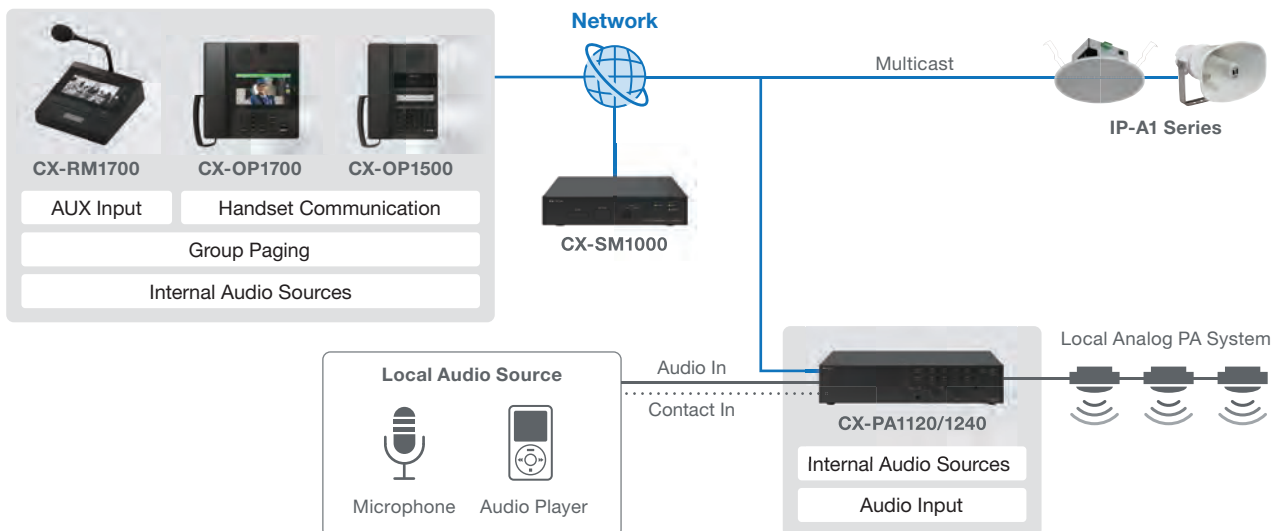 Network
Multicast
IP-A1 Series
CX-RM1700
CX-OP1700
CX-OP1500
AUX Input
Handset Communication
Group Paging
Internal Audio Sources
CX-SM1000
Local Audio Source
Microphone
Audio Player
Audio In
Contact In
CX-PA1120/1240
Internal Audio Sources
Audio Input
Local Analog PA System